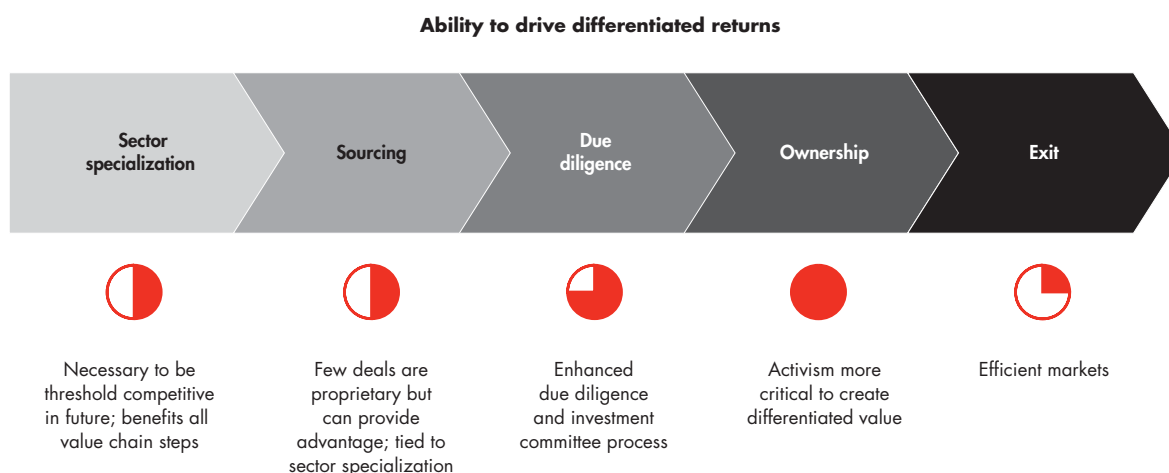 Ability to drive differentiated returns
Sector
specialization
Sourcing
Due
diligence
Ownership
Exit
Necessary to be
threshold competitive
in future; benefits all
value chain steps
Few deals are
proprietary but
can provide
advantage; tied to
sector specialization
Enhanced
due diligence
and investment
committee process
Activism more
critical to create
differentiated value
Efficient markets